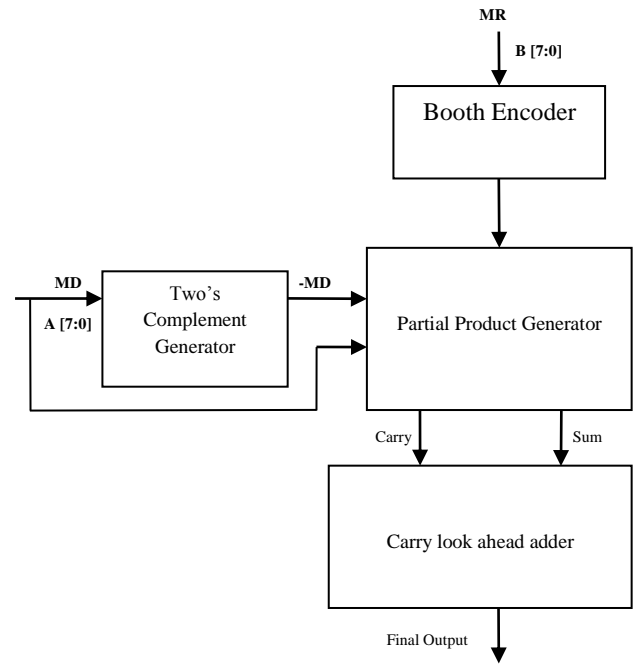 MR
B [7:0]
Booth Encoder
MD
A [7:0]
Two's
Complement
Generator
-MD
Partial Product Generator
Carry
Sum
Carry look ahead adder
Final Output